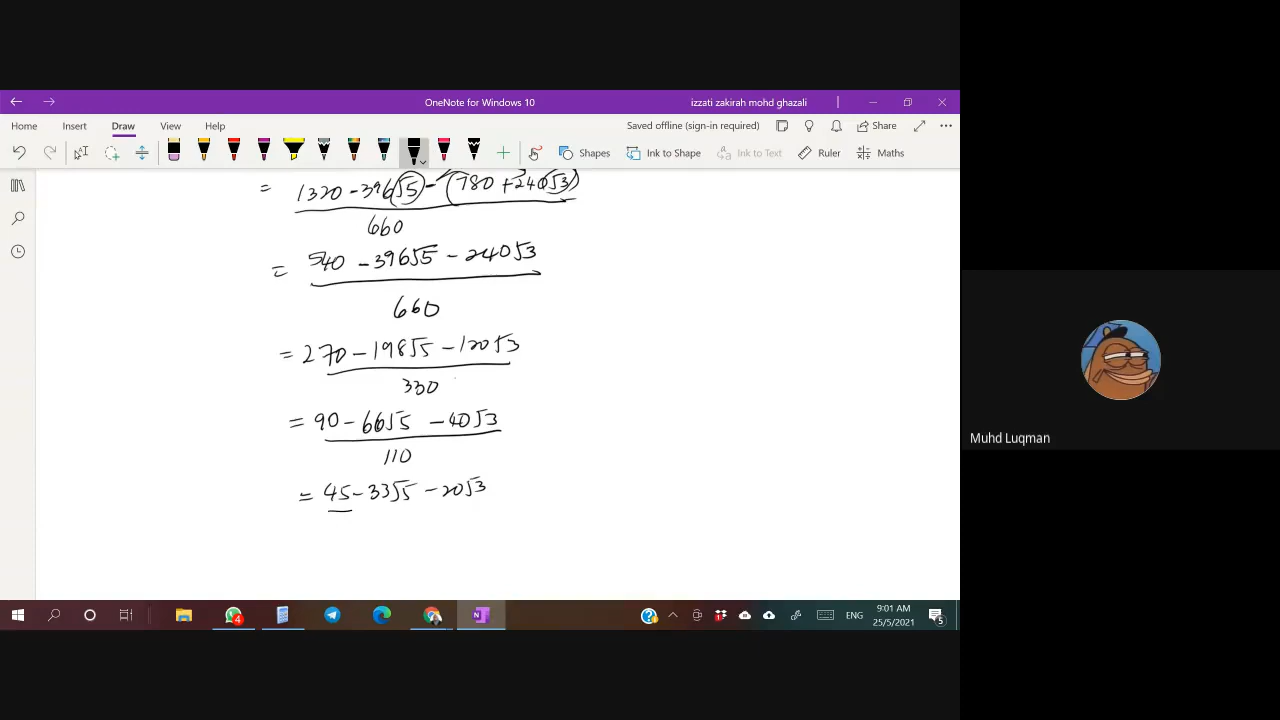 OneNote for Windows 10
izzati zakirah mohd ghazali
Home Insert Draw View Help
Saved offline (sign-in required)
Share
Shapes
Ink to Shape
Ink to Text
Ruler
Maths
= 1320 - 396√5 - (780 + 240√3)
660
= 540 - 396√5 - 240√3
660
= 270 - 198√5 - 120√3
330
= 90 - 66√5 - 40√3
110
= 45 - 33√5 - 20√3
Muhd Luqman
4
ENG
9:01 AM
25/5/2021
5